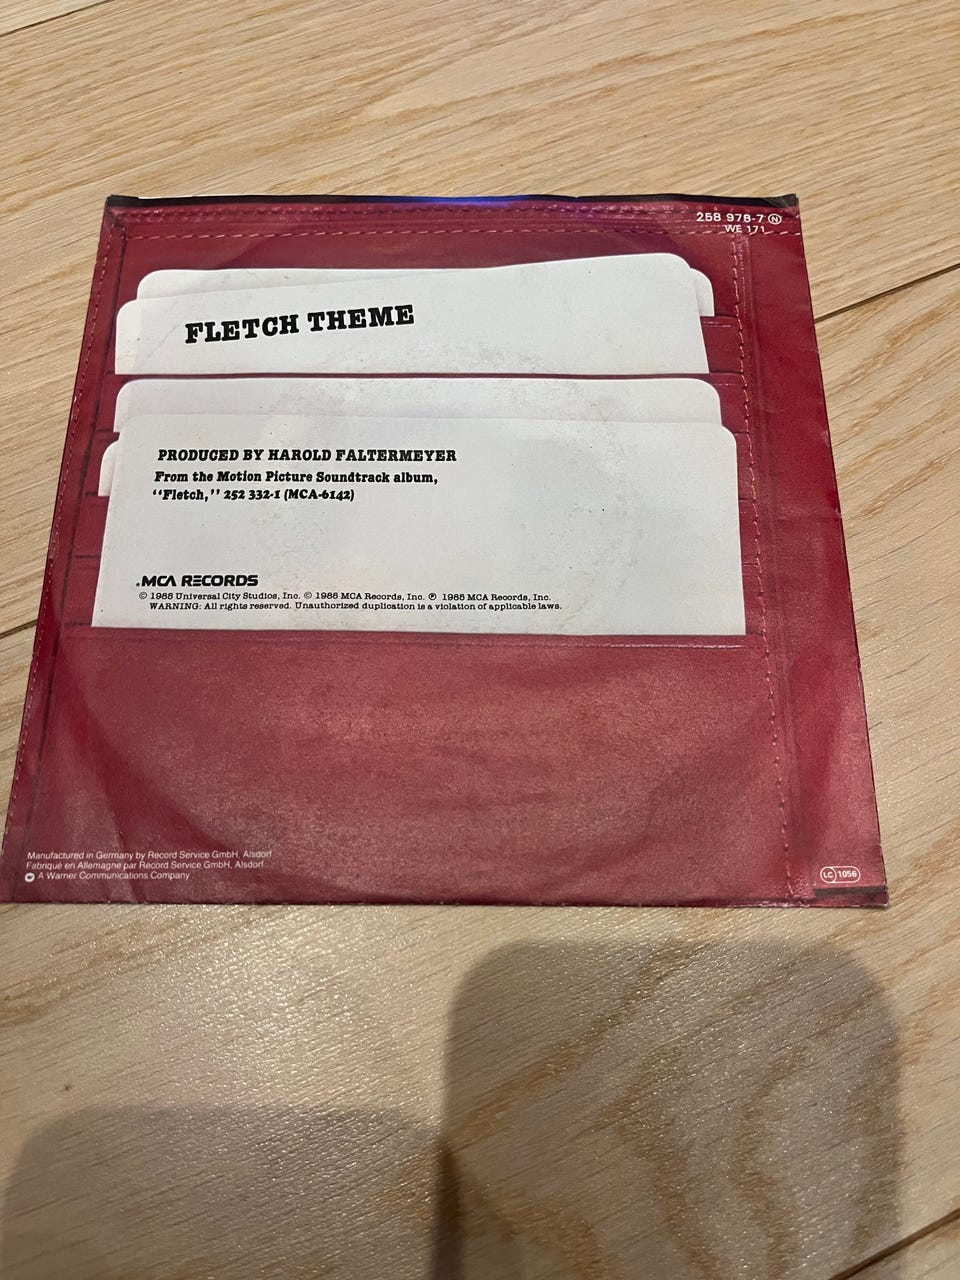 258 978-7 Ⓝ
WE 171
FLETCH THEME
PRODUCED BY HAROLD FALTERMEYER
From the Motion Picture Soundtrack album,
“Fletch,” 252 332-1 (MCA-6142)
MCA RECORDS
© 1985 Universal City Studios, Inc. © 1985 MCA Records, Inc. ℗ 1985 MCA Records, Inc.
WARNING: All rights reserved. Unauthorized duplication is a violation of applicable laws.
Manufactured in Germany by Record Service GmbH, Alsdorf
Fabriqué en Allemagne par Record Service GmbH, Alsdorf
A Warner Communications Company
LC 1056